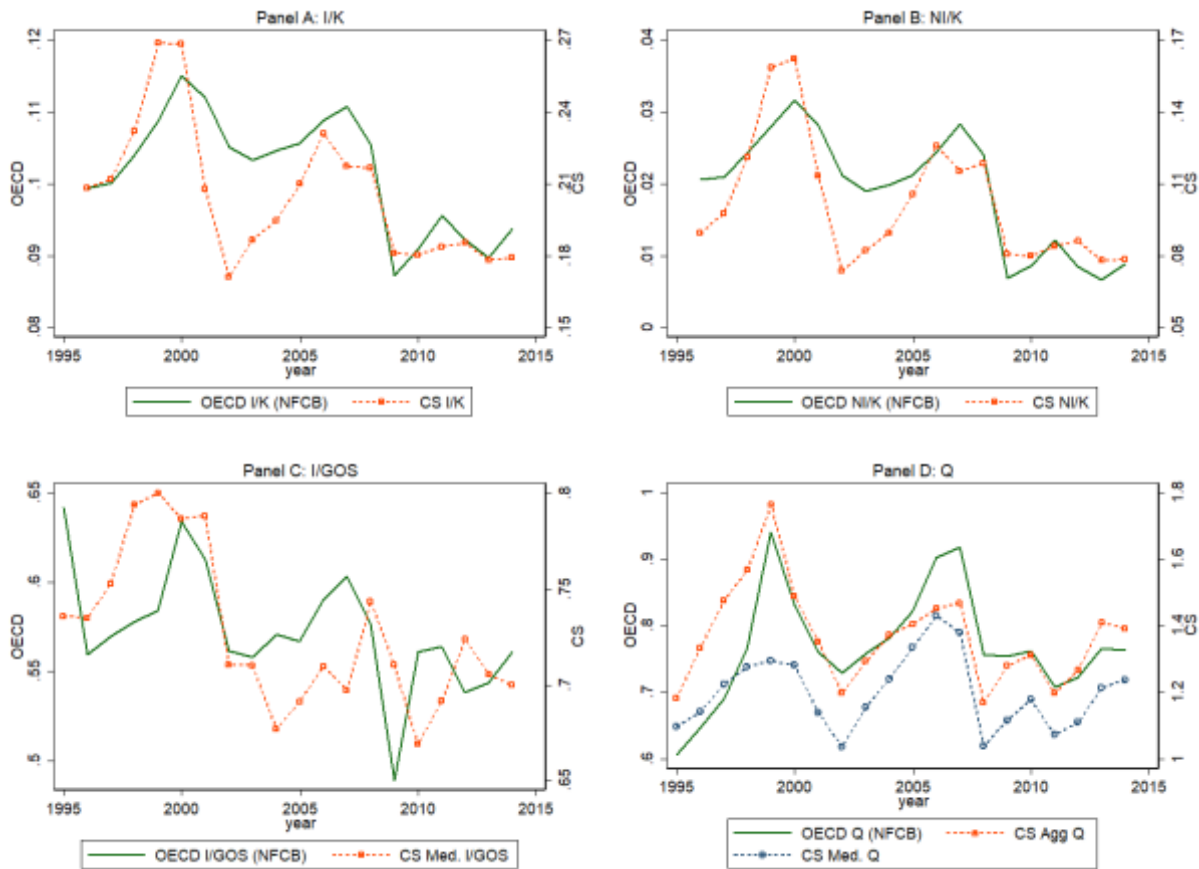 Panel A: I/K
Panel B: NI/K
.12
.11
.1
.09
.08
OECD
.27
.24
.21
.18
.15
CS
1995
2000
2005
2010
2015
year
OECD I/K (NFCB)
CS I/K
.04
.03
.02
.01
0
OECD
.17
.14
.11
.08
.05
CS
1995
2000
2005
2010
2015
year
OECD NI/K (NFCB)
CS NI/K
Panel C: I/GOS
Panel D: Q
.65
.6
.55
.5
OECD
.8
.75
.7
.65
CS
1995
2000
2005
2010
2015
year
OECD I/GOS (NFCB)
CS Med. I/GOS
1
.9
.8
.7
.6
OECD
1.8
1.6
1.4
1.2
1
CS
1995
2000
2005
2010
2015
year
OECD Q (NFCB)
CS Agg Q
CS Med. Q